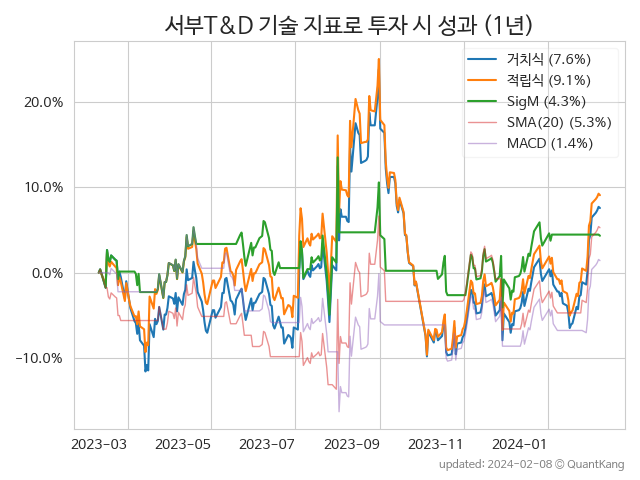 서부T&D 기술 지표로 투자 시 성과 (1년)
거치식 (7.6%)
적립식 (9.1%)
SigM (4.3%)
SMA(20) (5.3%)
MACD (1.4%)
20.0%
10.0%
0.0%
−10.0%
2023-03 2023-05 2023-07 2023-09 2023-11 2024-01
updated: 2024-02-08 © QuantKang